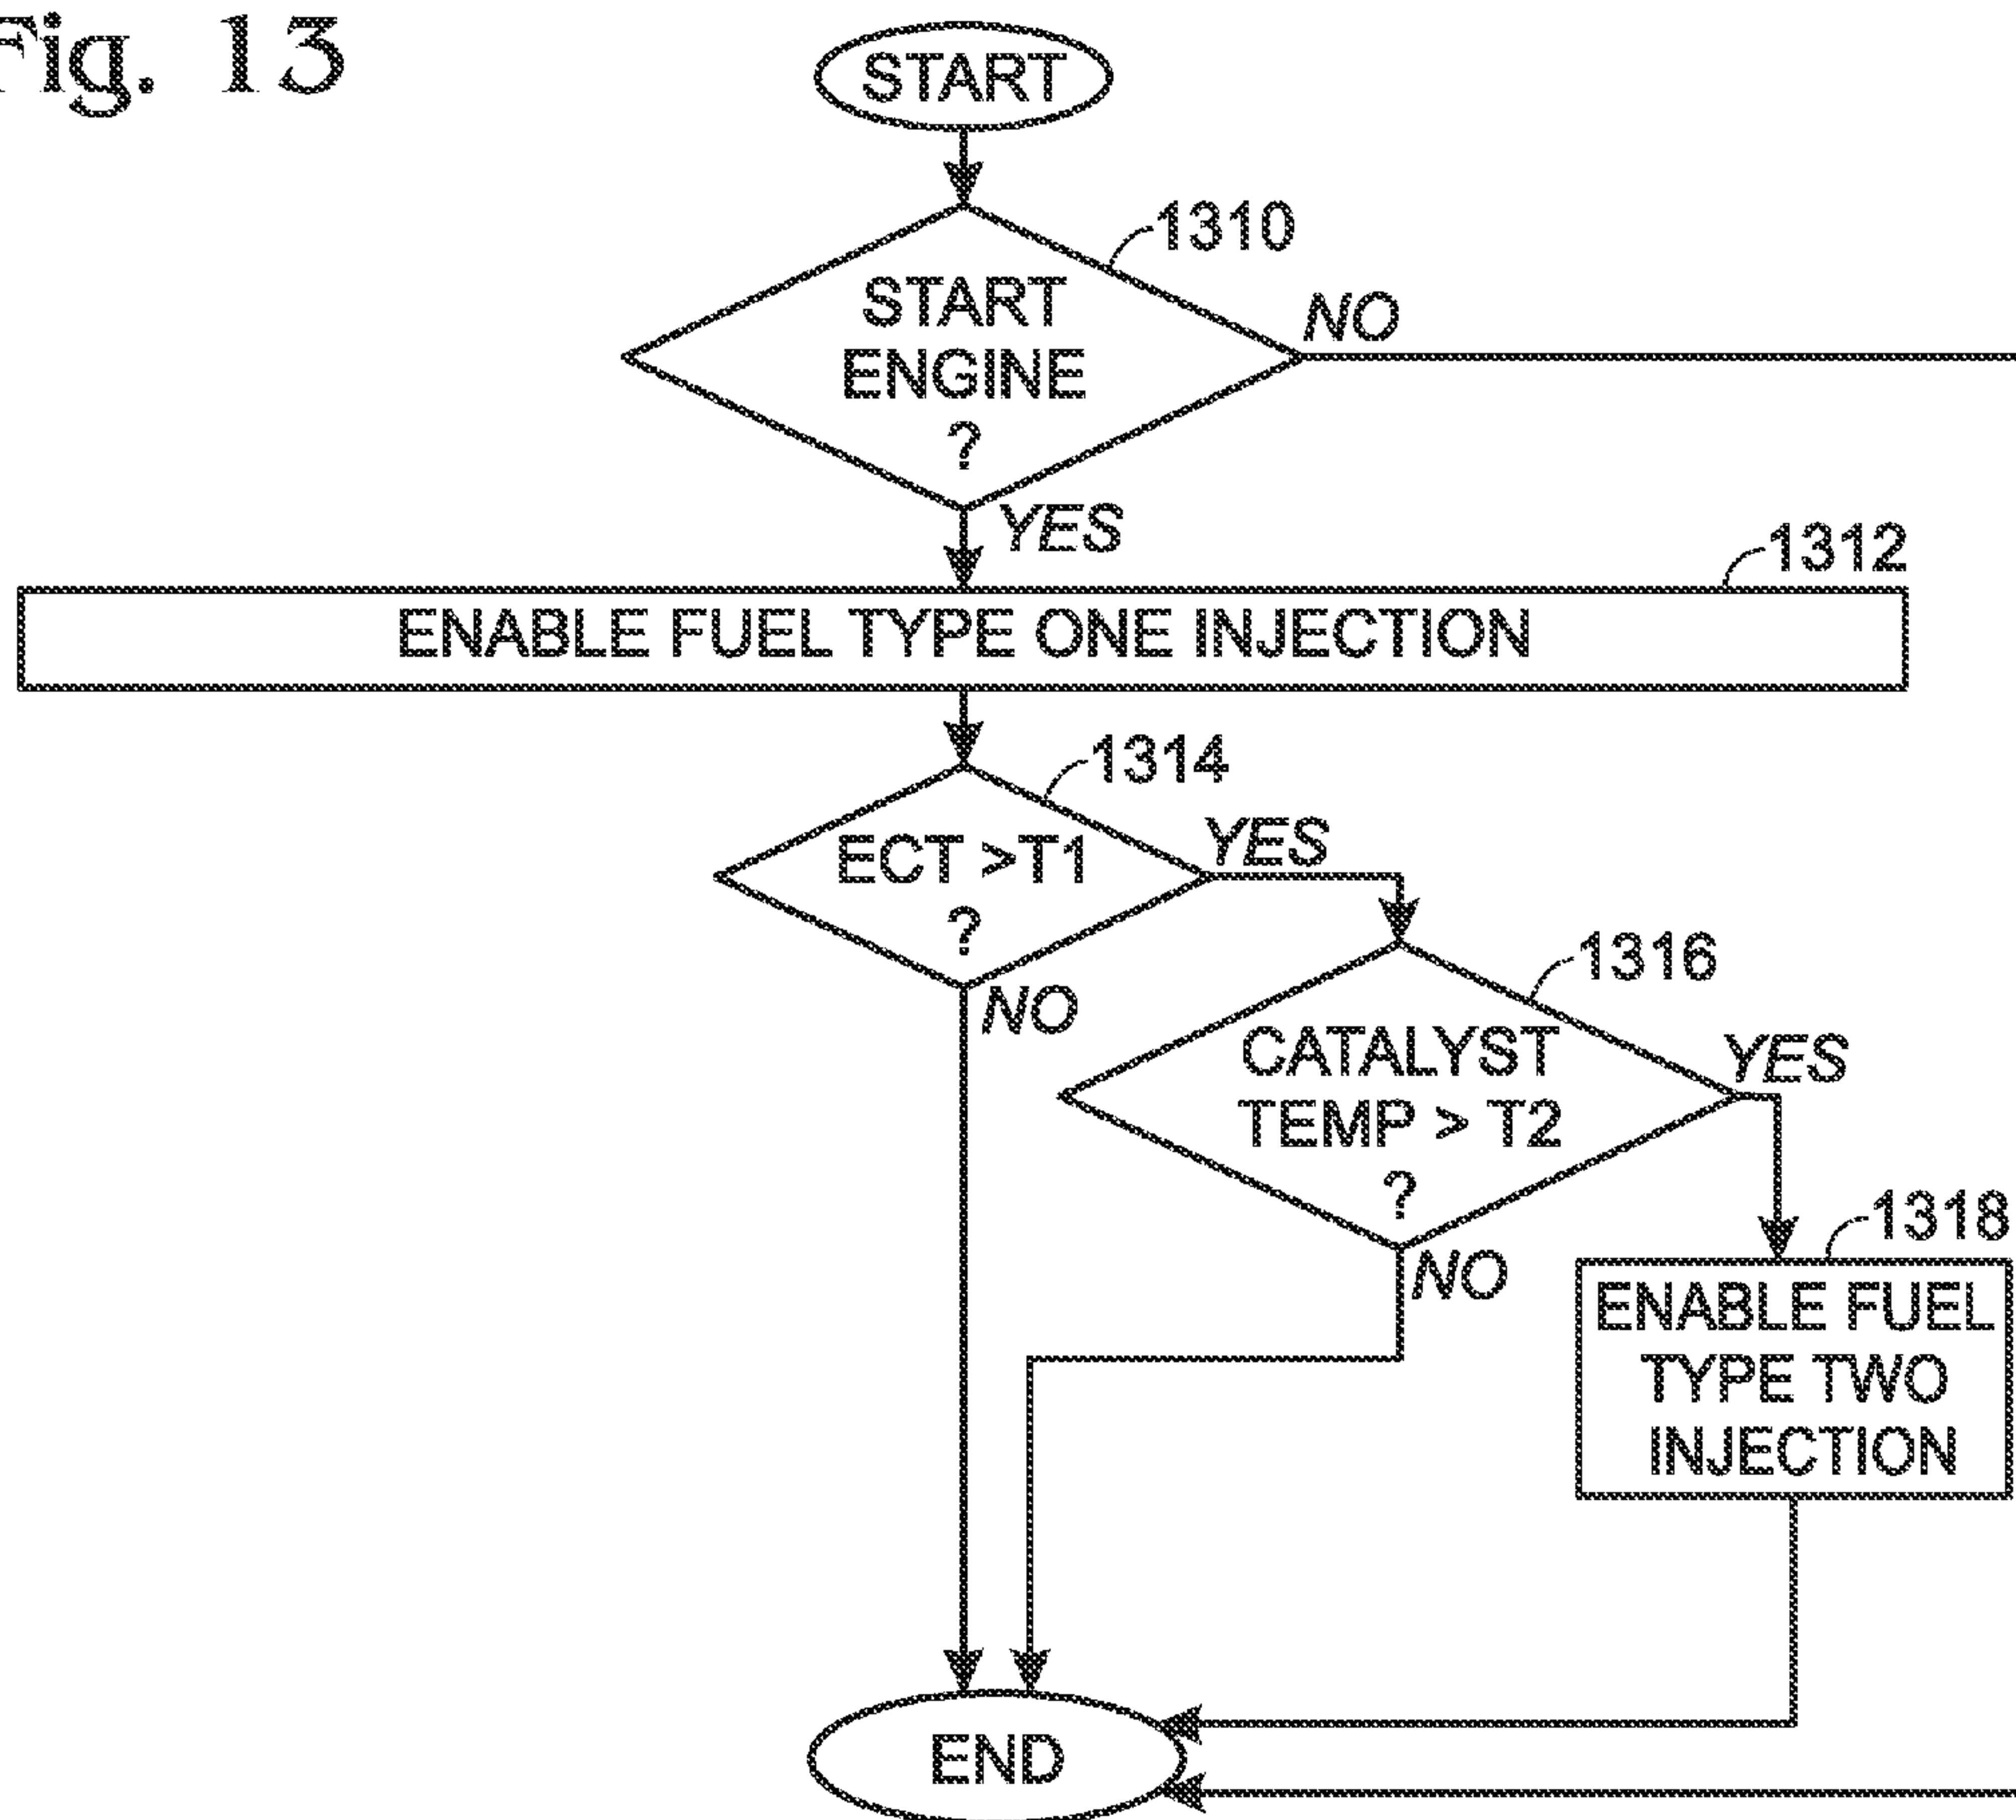 Fig. 13
START
1310
START
ENGINE
?
NO
YES
1312
ENABLE FUEL TYPE ONE INJECTION
1314
ECT >T1
?
YES
NO
1316
CATALYST
TEMP > T2
?
YES
NO
1318
ENABLE FUEL
TYPE TWO
INJECTION
END